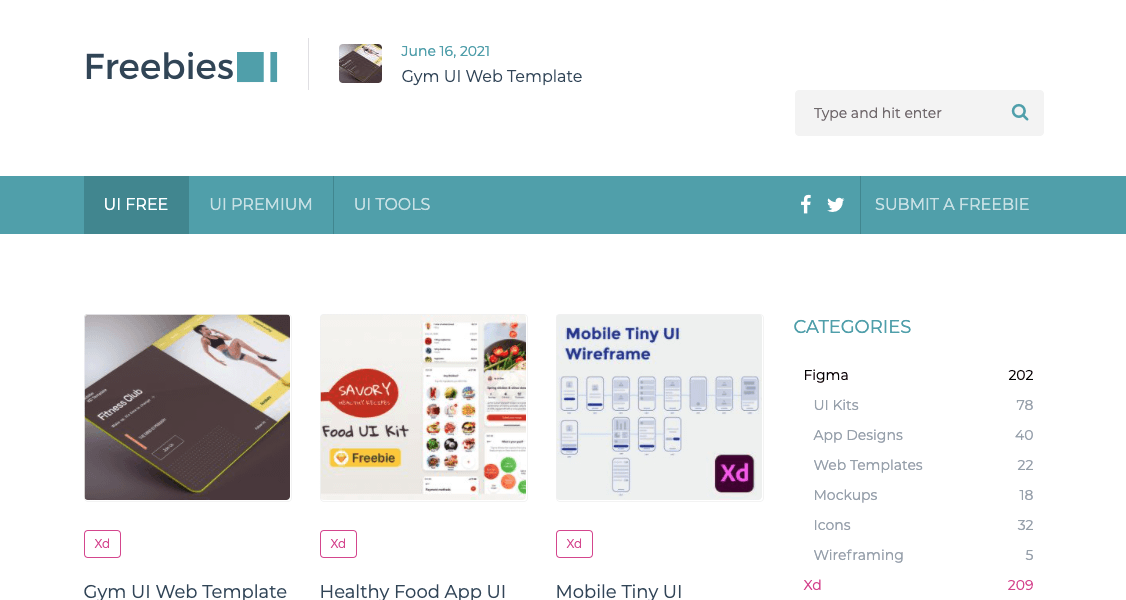 Freebies
June 16, 2021
Gym UI Web Template
Type and hit enter
UI FREE
UI PREMIUM
UI TOOLS
SUBMIT A FREEBIE
Fitness Club
SAVORY
HEALTHY RECIPES
Food UI Kit
Freebie
Mobile Tiny UI
Wireframe
Xd
Xd
Gym UI Web Template
Xd
Healthy Food App UI
Xd
Mobile Tiny UI
CATEGORIES
Figma 202
UI Kits 78
App Designs 40
Web Templates 22
Mockups 18
Icons 32
Wireframing 5
Xd 209